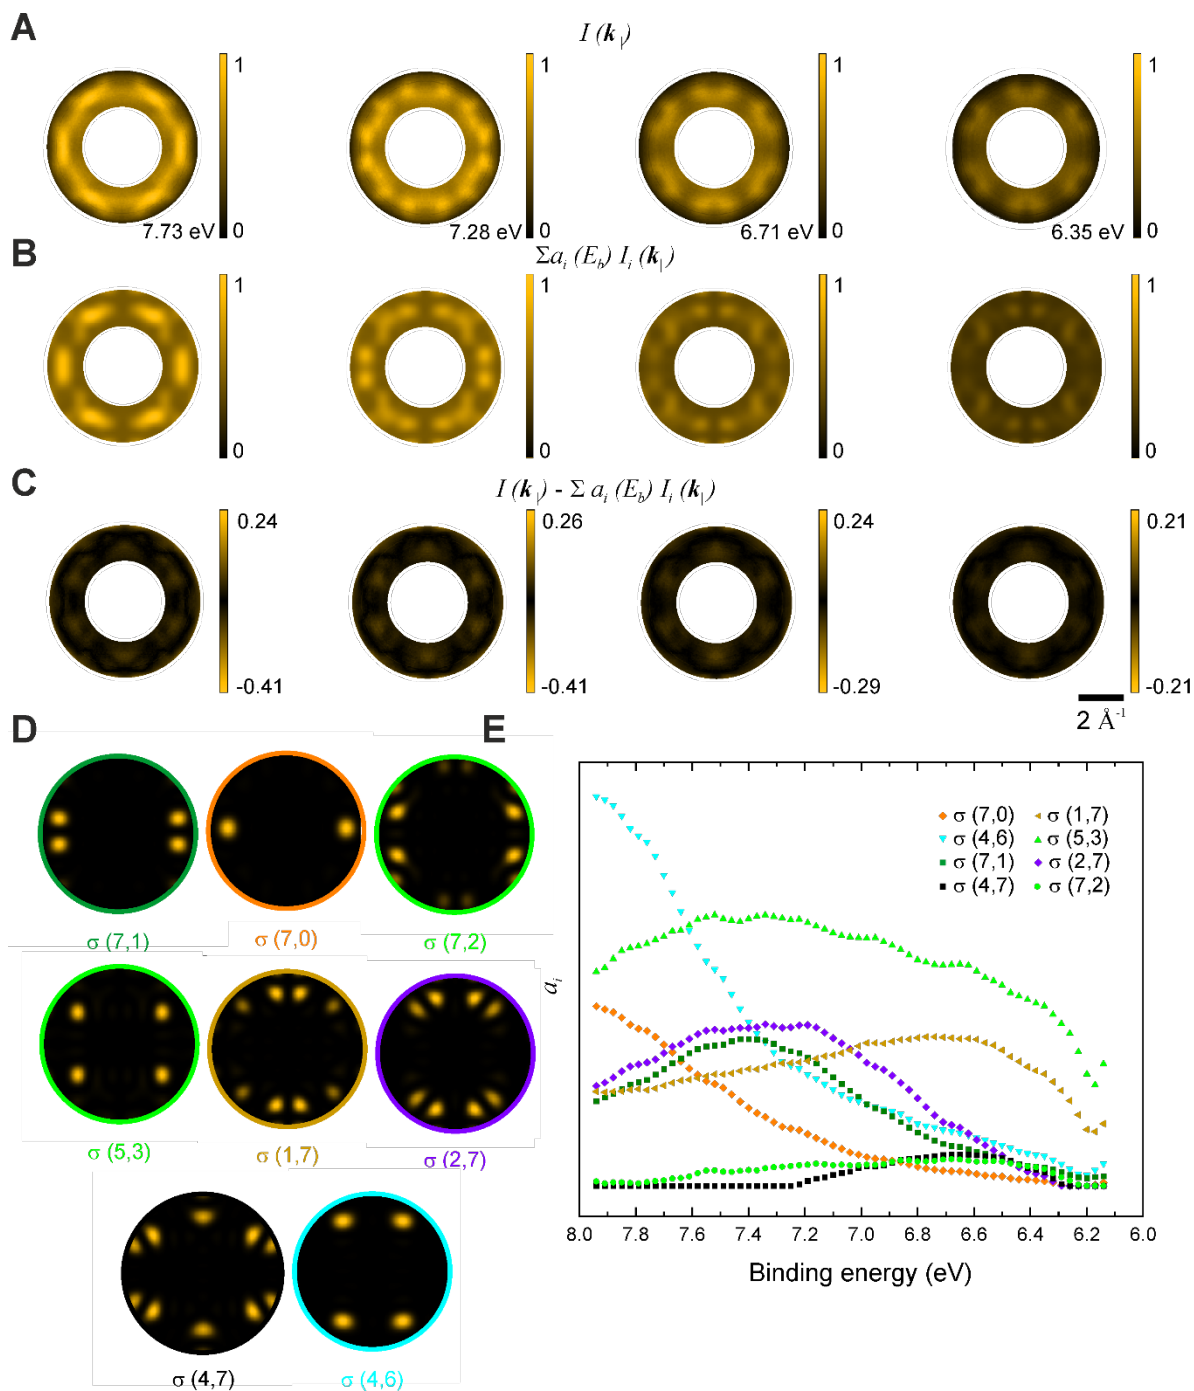 A
I (k|)
1
1
1
1
7.73 eV
0
7.28 eV
0
6.71 eV
0
6.35 eV
0
B
Σai (Eb) Ii (k|)
1
1
1
1
0
0
0
0
C
I (k|) - Σ ai (Eb) Ii (k|)
0.24
0.26
0.24
0.21
-0.41
-0.41
-0.29
-0.21
2 Å-1
D
σ (7,1)
σ (7,0)
σ (7,2)
σ (5,3)
σ (1,7)
σ (2,7)
σ (4,7)
σ (4,6)
E
σ (7,0)
σ (1,7)
σ (4,6)
σ (5,3)
σ (7,1)
σ (2,7)
σ (4,7)
σ (7,2)
ai
8.0
7.8
7.6
7.4
7.2
7.0
6.8
6.6
6.4
6.2
6.0
Binding energy (eV)